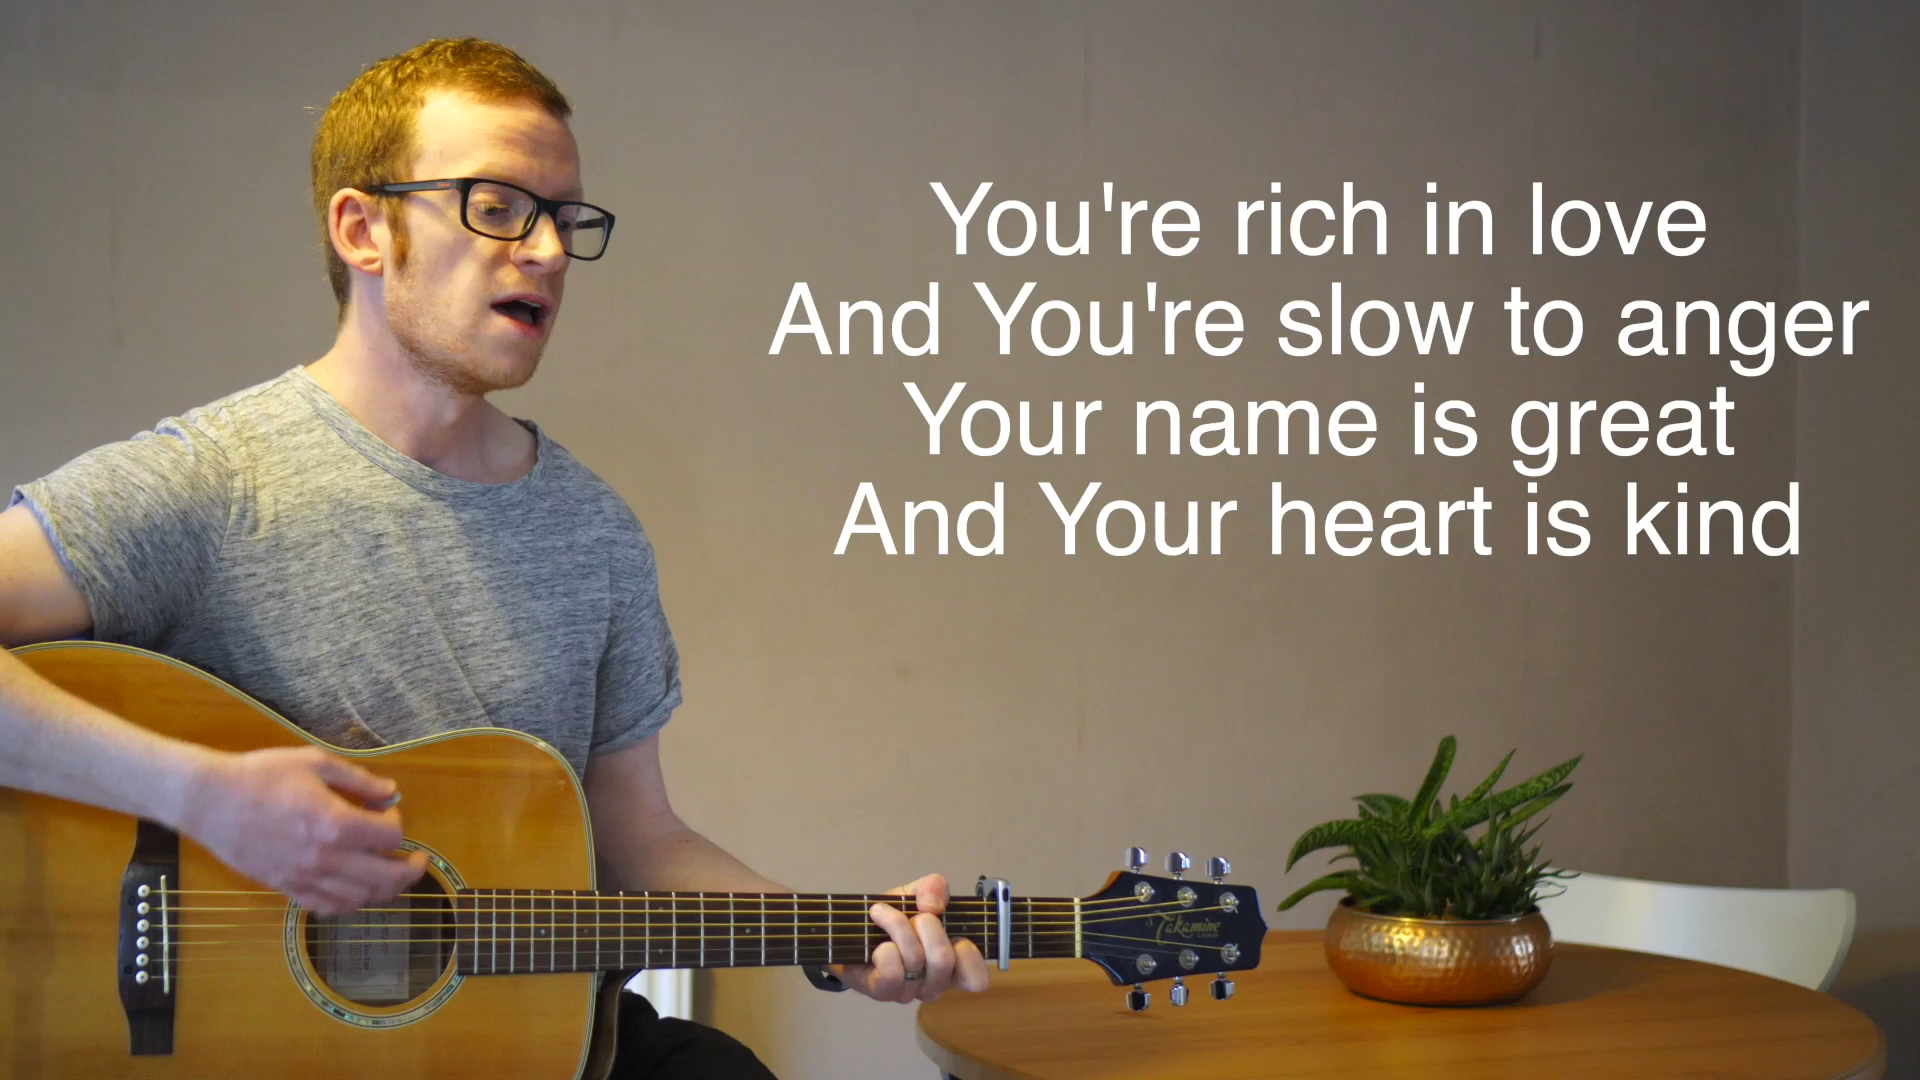 You're rich in love
And You're slow to anger
Your name is great
And Your heart is kind
Takamine